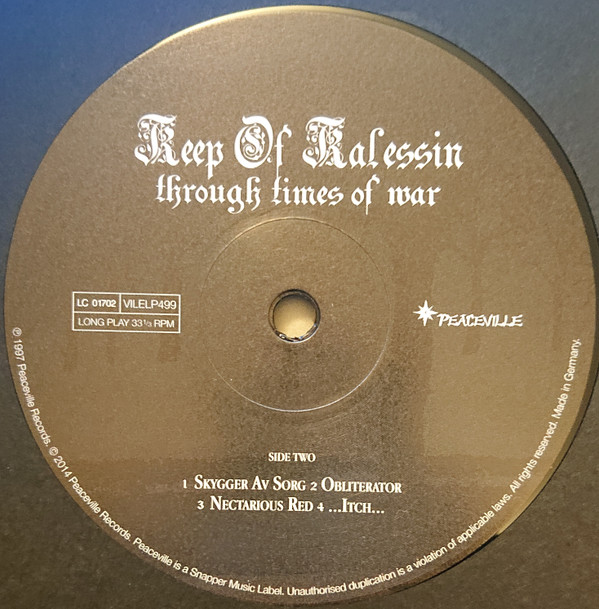 Keep Of Kalessin
through times of war
LC 01702 VILELP499
LONG PLAY 33⅓ RPM
PEACEVILLE
SIDE TWO
1 SKYGGER AV SORG 2 OBLITERATOR
3 NECTARIOUS RED 4 ...ITCH...
℗ 1997 Peaceville Records. © 2014 Peaceville Records. Peaceville is a Snapper Music Label. Unauthorised duplication is a violation of applicable laws. All rights reserved. Made in Germany.